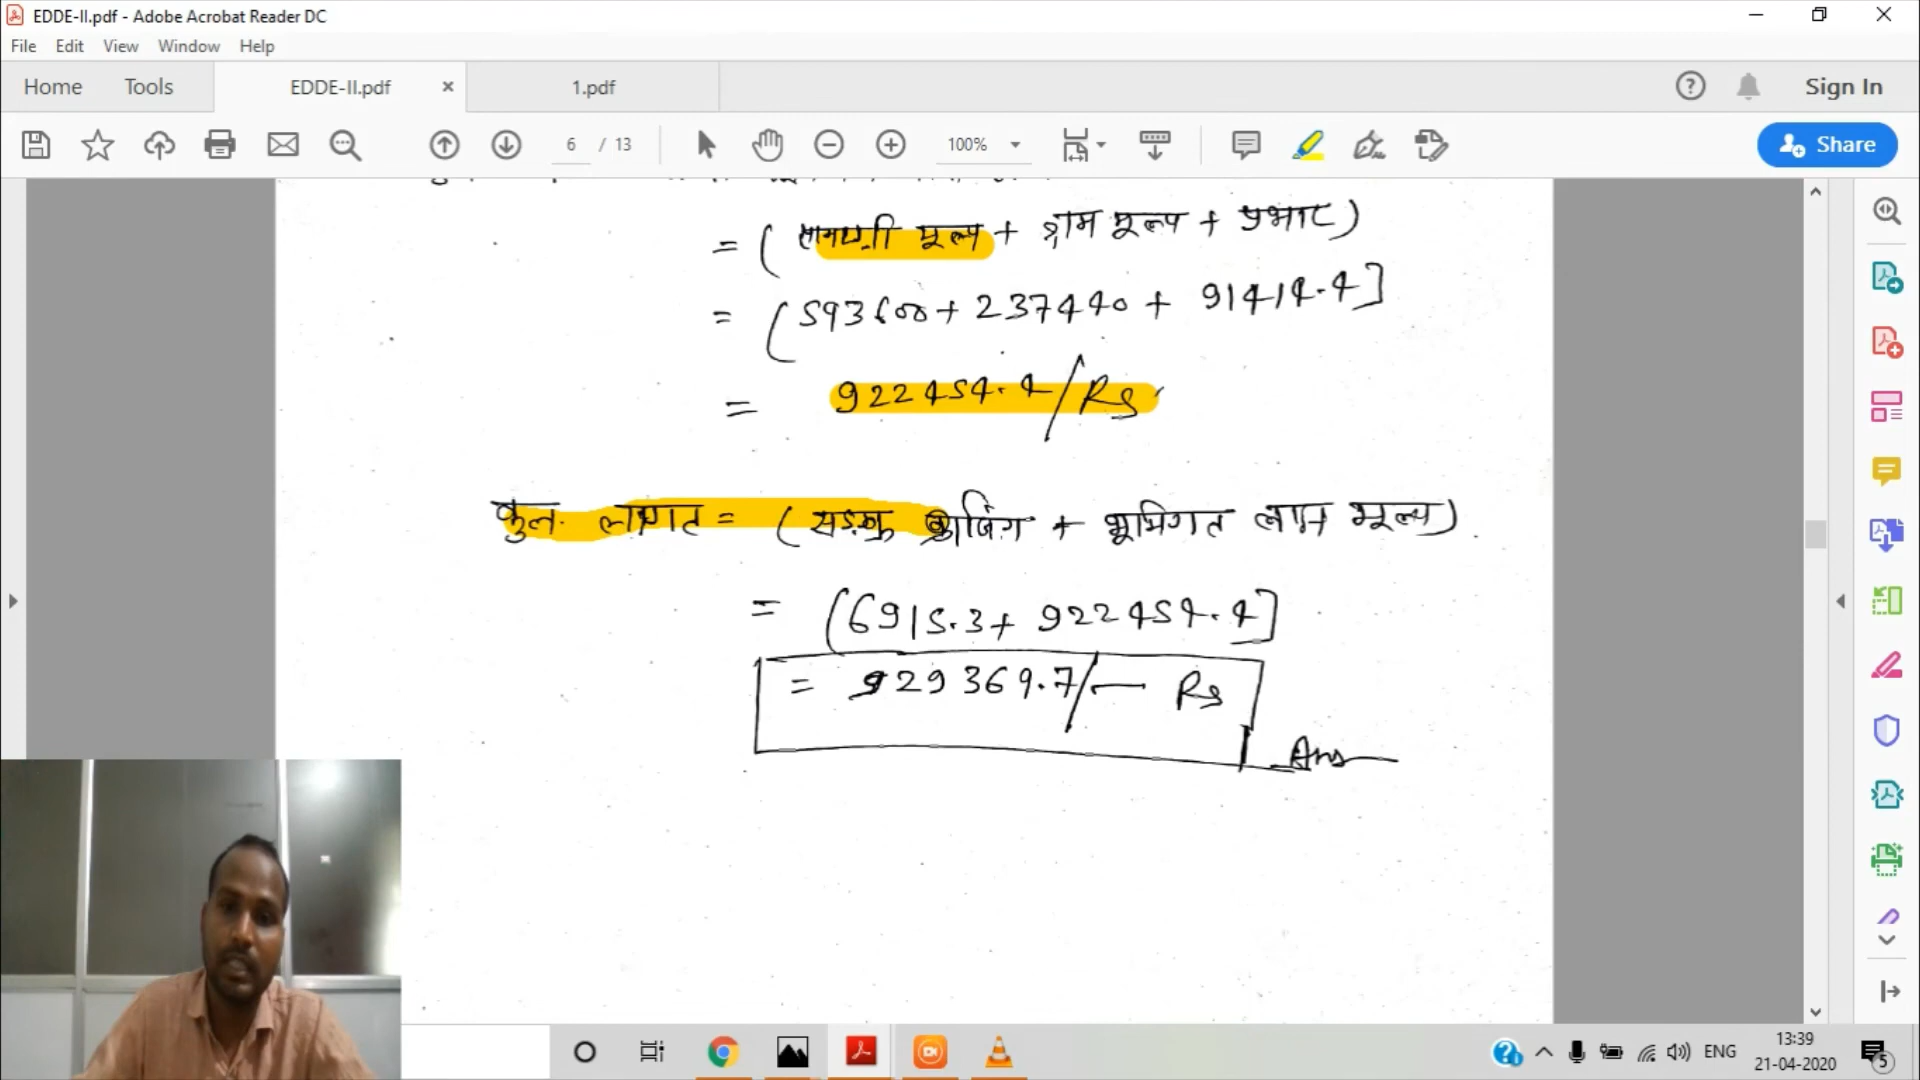 EDDE-II.pdf - Adobe Acrobat Reader DC
File Edit View Window Help
Home Tools EDDE-II.pdf × 1.pdf Sign In
6 / 13 100% Share
= (सामग्री मूल्य + श्राम मूल्य + प्रभार)
= (593600 + 237440 + 91414.4]
= 922454.4/Rs
कुल लागत = (सड़क क्राजिंग + भूमिगत लाइन मूल्य)
= (6915.3 + 922454.4]
= 929369.7/— Rs
Ans
ENG 13:39
21-04-2020 5